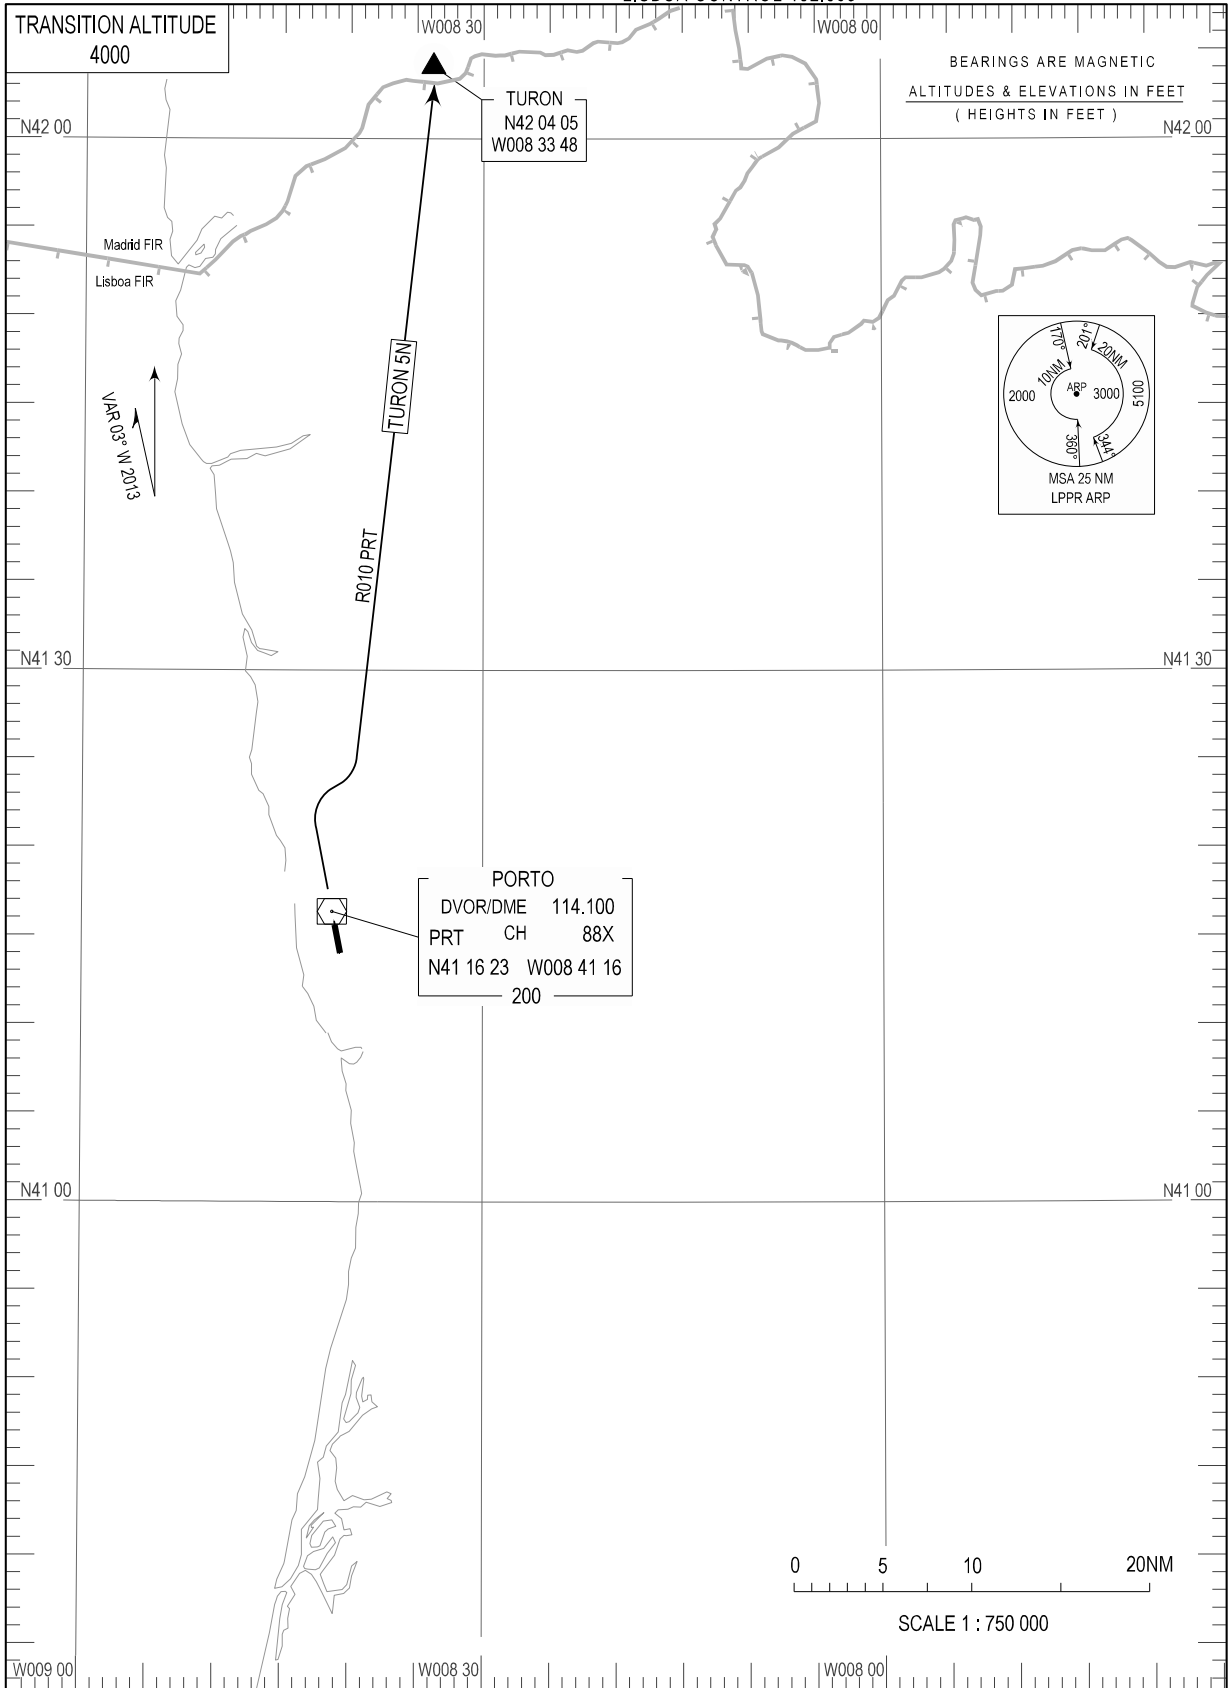 TRANSITION ALTITUDE
4000
W008 30
W008 00
BEARINGS ARE MAGNETIC
ALTITUDES & ELEVATIONS IN FEET
( HEIGHTS IN FEET )
TURON
N42 04 05
W008 33 48
N42 00
N42 00
Madrid FIR
Lisboa FIR
VAR 03° W 2013
TURON 5N
R010 PRT
170°
201°
20NM
10NM
ARP
2000
3000
5100
360°
344°
MSA 25 NM
LPPR ARP
N41 30
N41 30
PORTO
DVOR/DME 114.100
PRT CH 88X
N41 16 23 W008 41 16
200
N41 00
N41 00
0 5 10 20NM
SCALE 1 : 750 000
W009 00
W008 30
W008 00